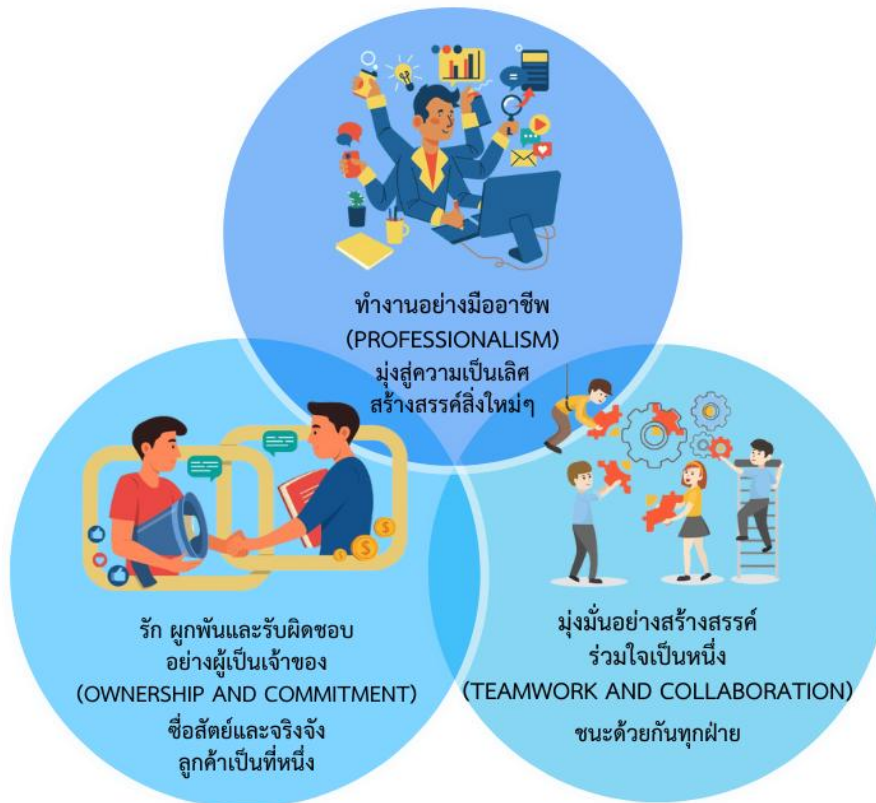 ทำงานอย่างมืออาชีพ
(PROFESSIONALISM)
มุ่งสู่ความเป็นเลิศ
สร้างสรรค์สิ่งใหม่ๆ
รัก ผูกพันและรับผิดชอบ
อย่างผู้เป็นเจ้าของ
(OWNERSHIP AND COMMITMENT)
ซื่อสัตย์และจริงจัง
ลูกค้าเป็นที่หนึ่ง
มุ่งมั่นอย่างสร้างสรรค์
ร่วมใจเป็นหนึ่ง
(TEAMWORK AND COLLABORATION)
ชนะด้วยกันทุกฝ่าย